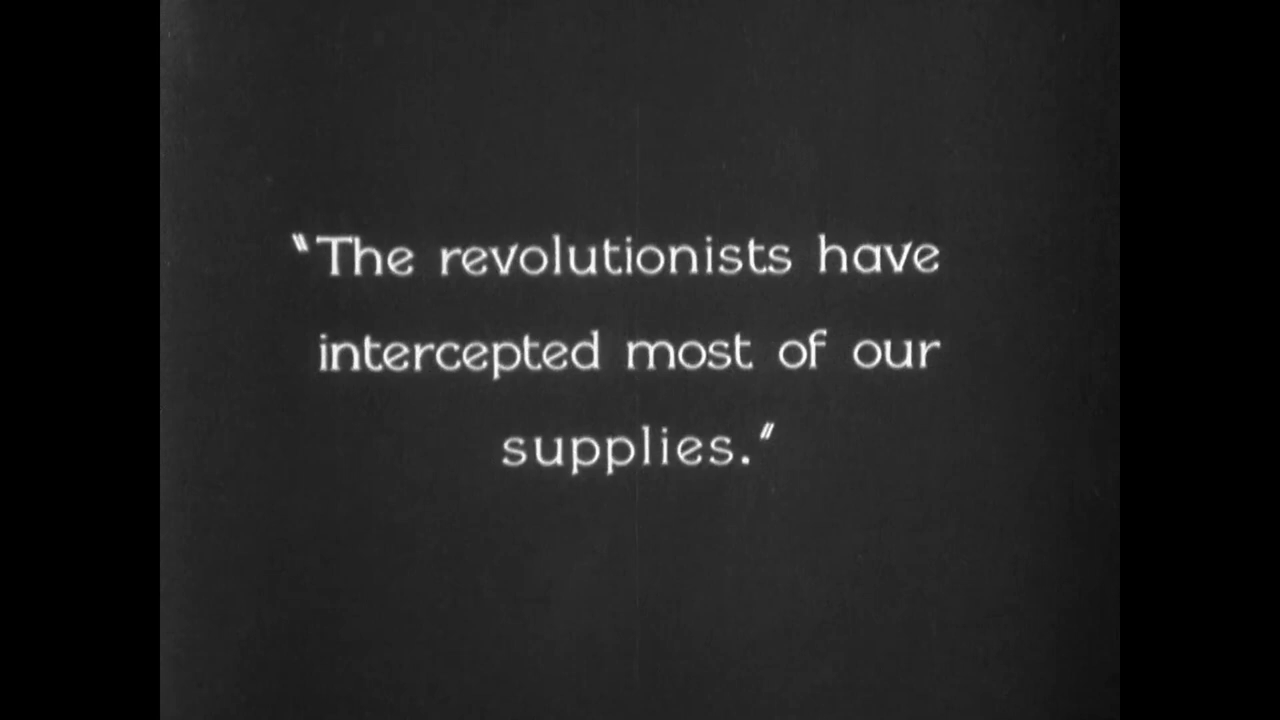 "The revolutionists have
intercepted most of our
supplies."